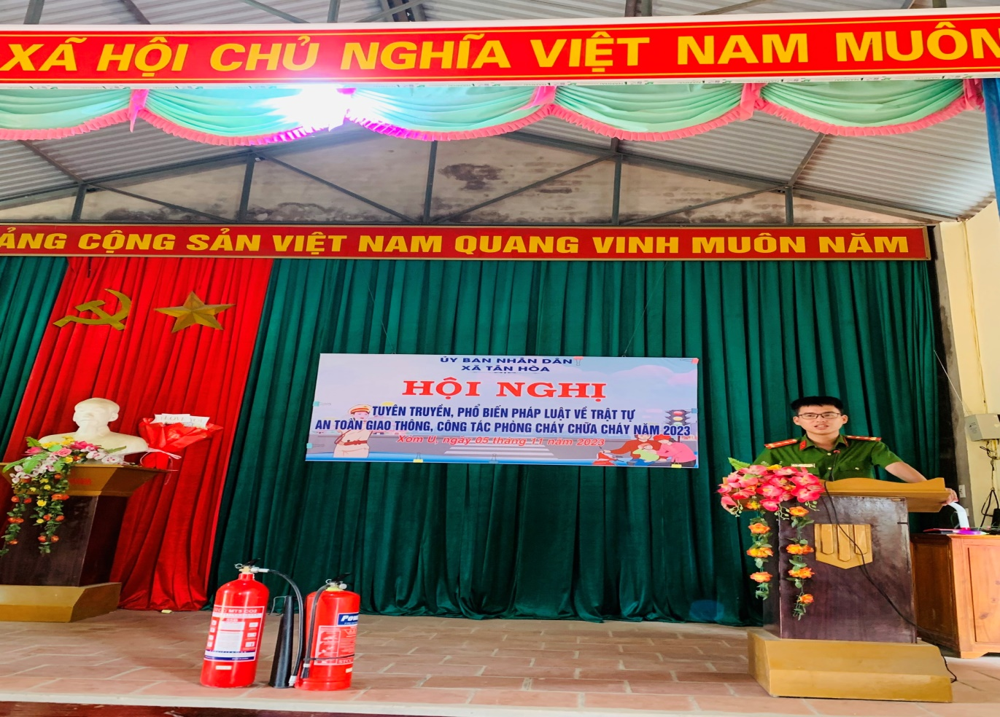 XÃ HỘI CHỦ NGHĨA VIỆT NAM MUÔN
ẢNG CỘNG SẢN VIỆT NAM QUANG VINH MUÔN NĂM
ỦY BAN NHÂN DÂN
XÃ TÂN HÒA
HỘI NGHỊ
TUYÊN TRUYỀN, PHỔ BIẾN PHÁP LUẬT VỀ TRẬT TỰ
AN TOÀN GIAO THÔNG, CÔNG TÁC PHÒNG CHÁY CHỮA CHÁY NĂM 2023
Xóm U, ngày 05 tháng 11 năm 2023
MT5 CO2